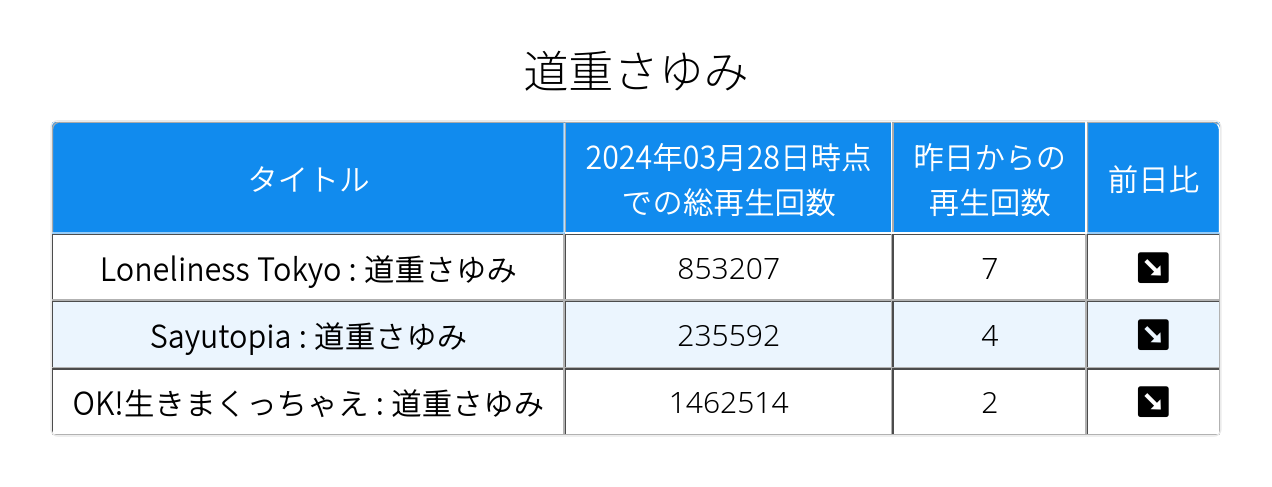 道重さゆみ
タイトル
2024年03月28日時点
での総再生回数
昨日からの
再生回数
前日比
Loneliness Tokyo : 道重さゆみ 853207 7 ↘
Sayutopia : 道重さゆみ 235592 4 ↘
OK!生きまくっちゃえ : 道重さゆみ 1462514 2 ↘